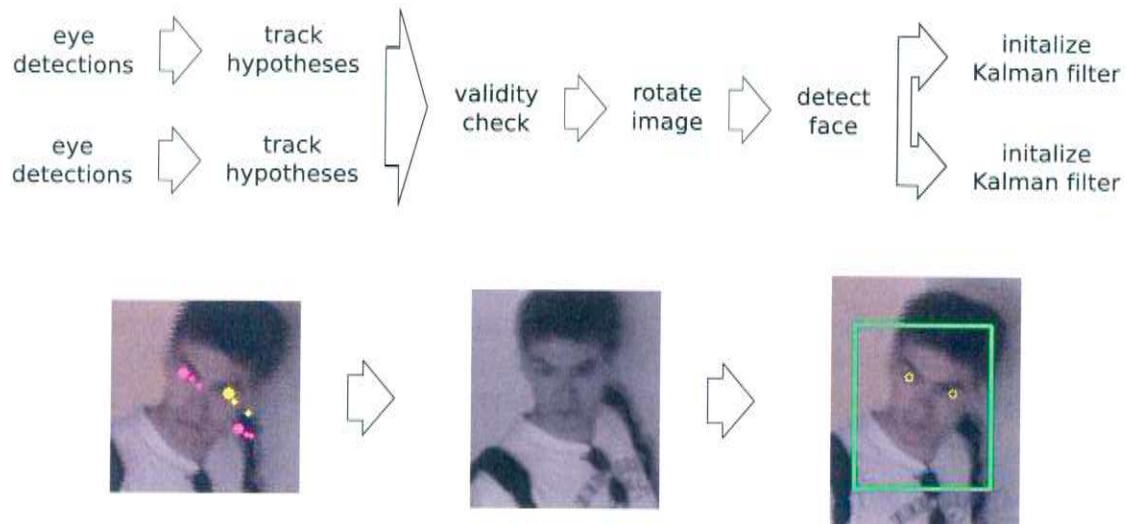 eye
detections
track
hypotheses
eye
detections
track
hypotheses
validity
check
rotate
image
detect
face
initalize
Kalman filter
initalize
Kalman filter